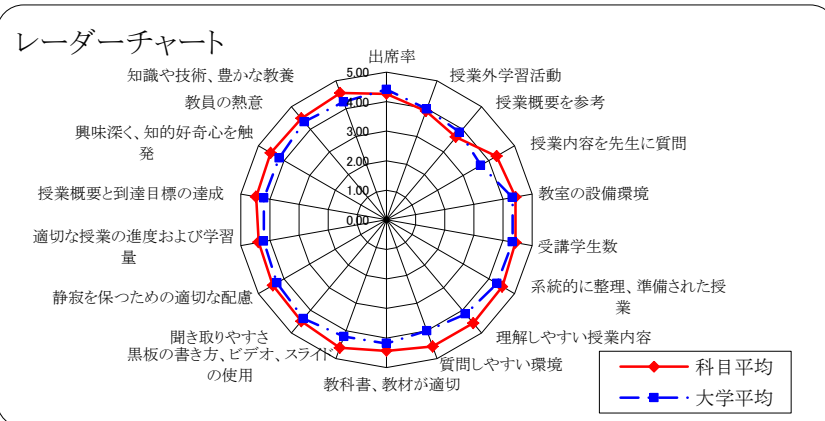 レーダーチャート
出席率
授業外学習活動
授業概要を参考
授業内容を先生に質問
教室の設備環境
受講学生数
系統的に整理、準備された授
業
理解しやすい授業内容
質問しやすい環境
教科書、教材が適切
黒板の書き方、ビデオ、スライド
の使用
聞き取りやすさ
静寂を保つための適切な配慮
適切な授業の進度および学習
量
授業概要と到達目標の達成
興味深く、知的好奇心を触
発
教員の熱意
知識や技術、豊かな教養
5.00
4.00
3.00
2.00
1.00
0.00
科目平均
大学平均